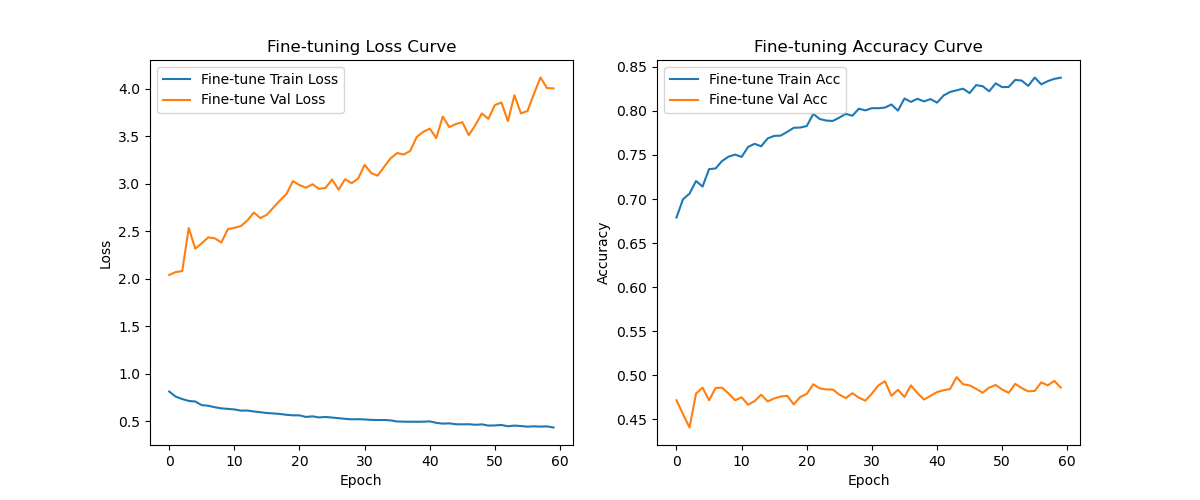 Fine-tuning Loss Curve
Fine-tune Train Loss
Fine-tune Val Loss
4.0
3.5
3.0
2.5
2.0
1.5
1.0
0.5
Loss
0 10 20 30 40 50 60
Epoch
Fine-tuning Accuracy Curve
Fine-tune Train Acc
Fine-tune Val Acc
0.85
0.80
0.75
0.70
0.65
0.60
0.55
0.50
0.45
Accuracy
0 10 20 30 40 50 60
Epoch